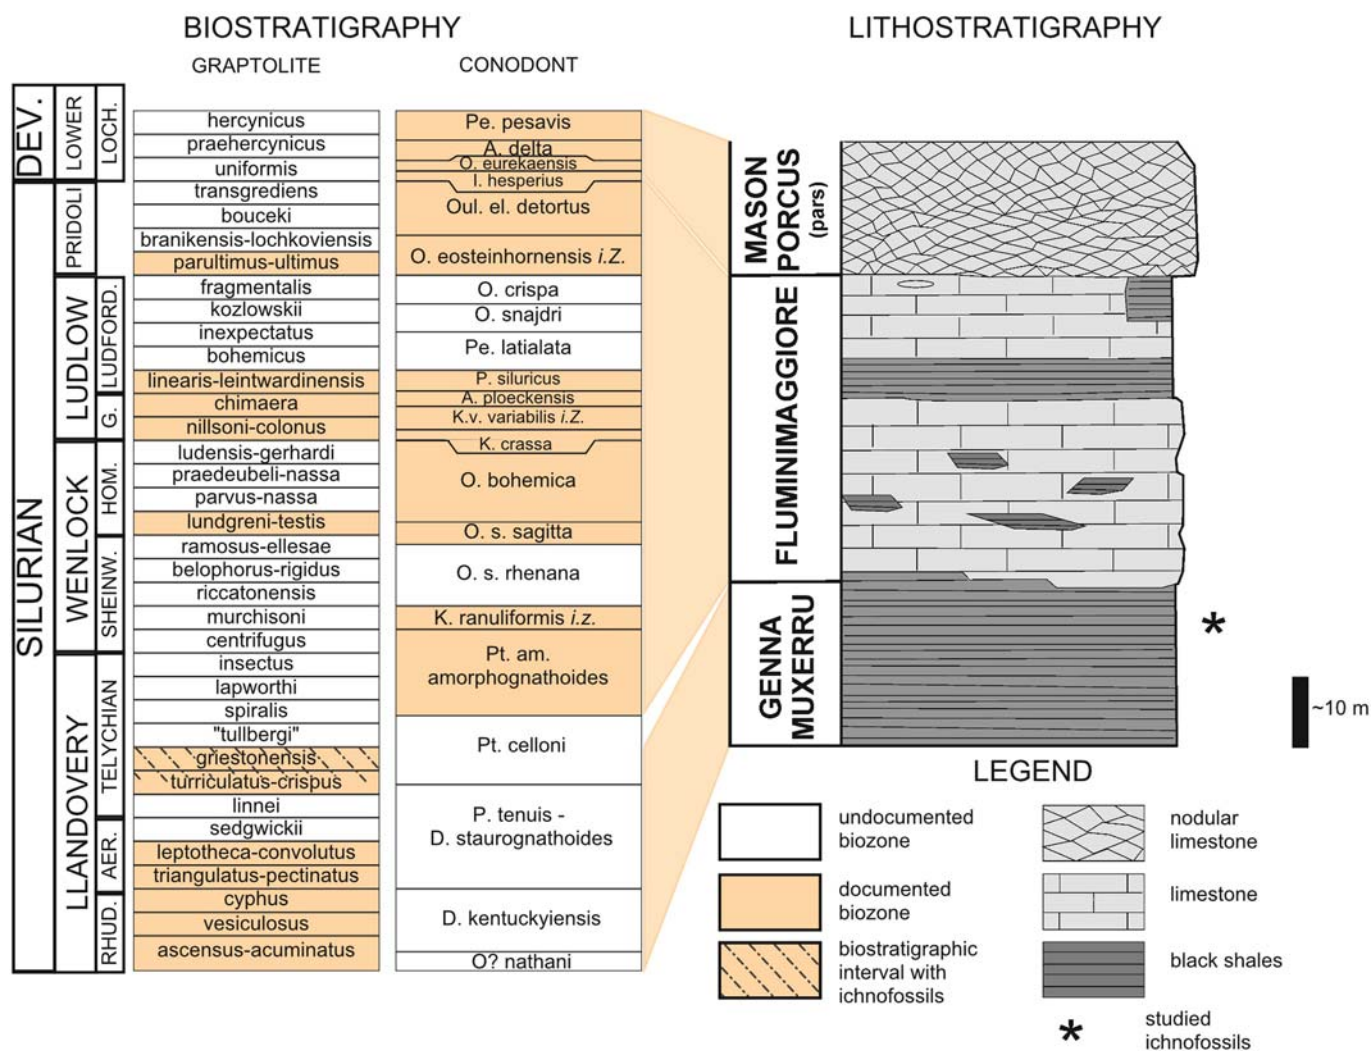 BIOSTRATIGRAPHY
GRAPTOLITE
CONODONT
DEV.
LOWER
LOCH.
SILURIAN
PRIDOLI
LUDLOW
LUDFORD.
G.
WENLOCK
HOM.
SHEINW.
LLANDOVERY
TELYCHIAN
AER.
RHUD.
hercynicus
praehercynicus
uniformis
transgrediens
bouceki
branikensis-lochkoviensis
parultimus-ultimus
fragmentalis
kozlowskii
inexpectatus
bohemicus
linearis-leintwardinensis
chimaera
nillsoni-colonus
ludensis-gerhardi
praedeubeli-nassa
parvus-nassa
lundgreni-testis
ramosus-ellesae
belophorus-rigidus
riccatonensis
murchisoni
centrifugus
insectus
lapworthi
spiralis
"tullbergi"
griestonensis
turriculatus-crispus
linnei
sedgwickii
leptotheca-convolutus
triangulatus-pectinatus
cyphus
vesiculosus
ascensus-acuminatus
Pe. pesavis
A. delta
O. eurekaensis
I. hesperius
Oul. el. detortus
O. eosteinhornensis i.Z.
O. crispa
O. snajdri
Pe. latialata
P. siluricus
A. ploeckensis
K.v. variabilis i.Z.
K. crassa
O. bohemica
O. s. sagitta
O. s. rhenana
K. ranuliformis i.z.
Pt. am.
amorphognathoides
Pt. celloni
P. tenuis -
D. staurognathoides
D. kentuckyiensis
O? nathani
LITHOSTRATIGRAPHY
MASON
PORCUS
(pars)
FLUMINIMAGGIORE
GENNA
MUXERRU
*
~10 m
LEGEND
undocumented
biozone
documented
biozone
biostratigraphic
interval with
ichnofossils
nodular
limestone
limestone
black shales
* studied
ichnofossils